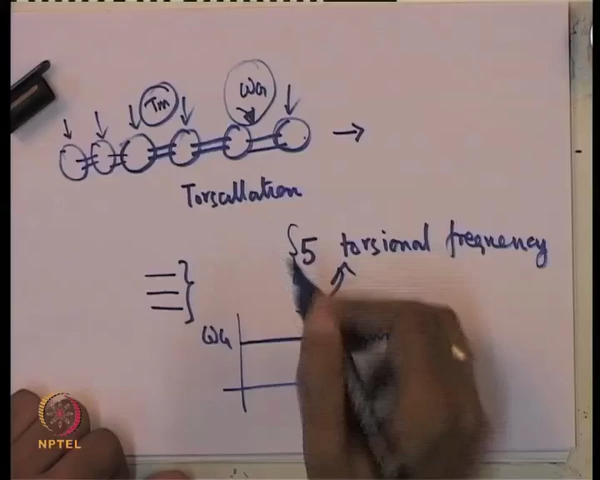 Tm
ωG
Torsallation
5 torsional frequency
ωG
NPTEL